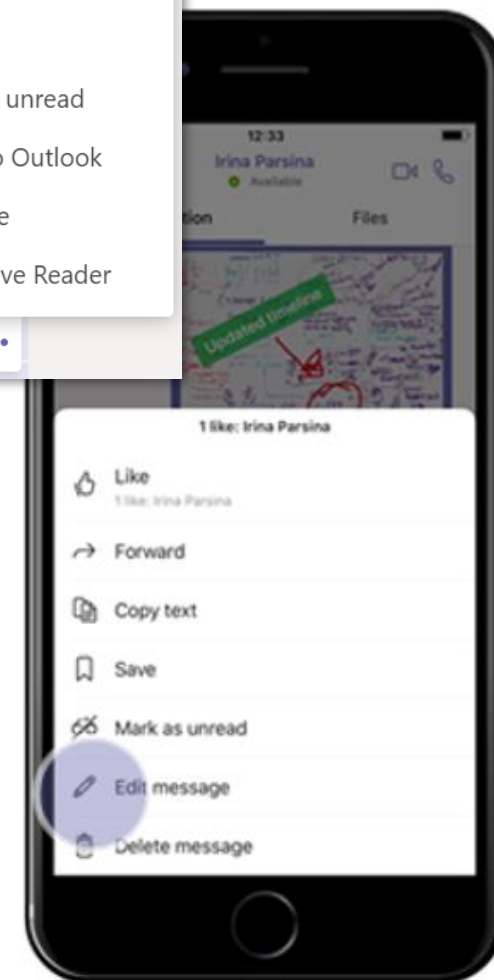 unread
Outlook
Reader
12:33
Irina Parsina
Available
Files
Updated timeline
1 like: Irina Parsina
Like
1 like: Irina Parsina
Forward
Copy text
Save
Mark as unread
Edit message
Delete message